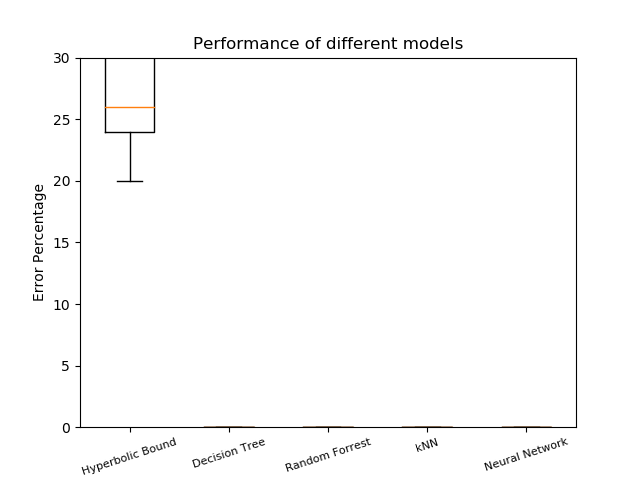 Performance of different models
Error Percentage
30
25
20
15
10
5
0
Hyperbolic Bound
Decision Tree
Random Forrest
kNN
Neural Network